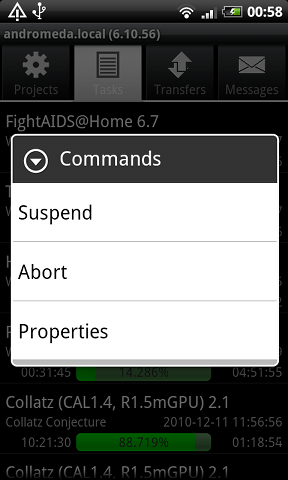 00:58
andromeda.local (6.10.56)
Projects
Tasks
Transfers
Messages
FightAIDS@Home 6.7
Commands
Suspend
Abort
Properties
00:31:45
14.286%
04:51:55
Collatz (CAL1.4, R1.5mGPU) 2.1
Collatz Conjecture
2010-12-11 11:56:56
10:21:30
88.719%
01:18:54
Collatz (CAL1.4, R1.5mGPU) 2.1